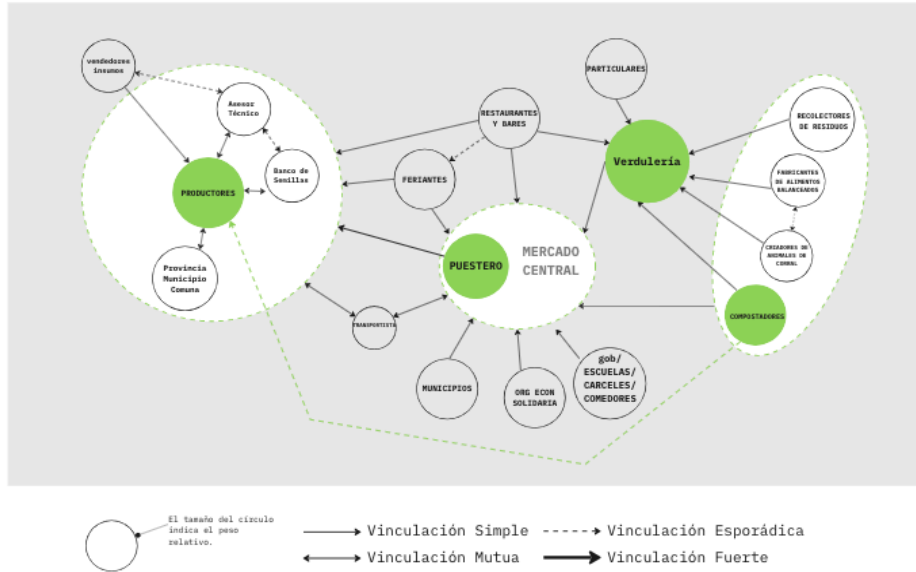 vendedores
insumos
Asesor
Técnico
Banco de
Semillas
PRODUCTORES
Provincia
Municipio
Comuna
RESTAURANTES
Y BARES
FERIANTES
PARTICULARES
Verdulería
RECOLECTORES
DE RESIDUOS
FABRICANTES
DE ALIMENTOS
BALANCEADOS
CRIADORES DE
ANIMALES DE
CORRAL
COMPOSTADORES
PUESTERO
MERCADO
CENTRAL
TRANSPORTISTA
MUNICIPIOS
ORG ECON
SOLIDARIA
gob/
ESCUELAS/
CARCELES/
COMEDORES
El tamaño del círculo
indica el peso
relativo.
Vinculación Simple
Vinculación Esporádica
Vinculación Mutua
Vinculación Fuerte